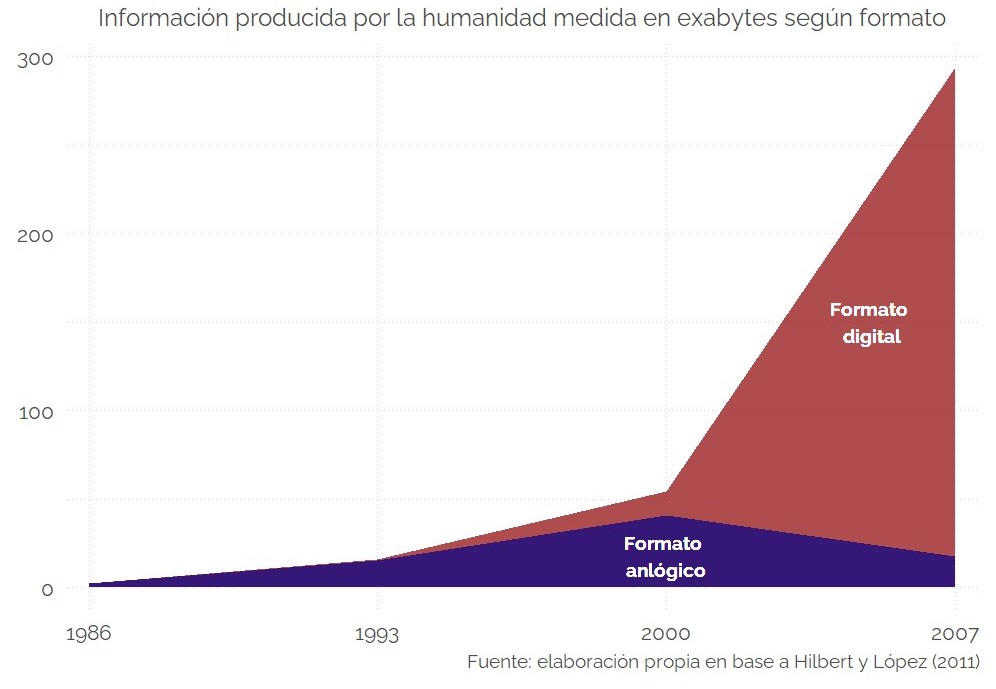 Información producida por la humanidad medida en exabytes según formato
300
200
100
0
Formato
digital
Formato
anlógico
1986 1993 2000 2007
Fuente: elaboración propia en base a Hilbert y López (2011)